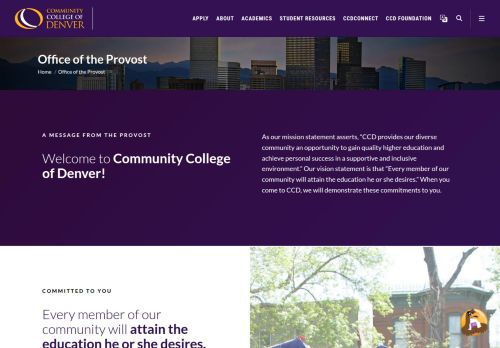 COMMUNITY
COLLEGE OF
DENVER
APPLY ABOUT ACADEMICS STUDENT RESOURCES CCDCONNECT CCD FOUNDATION
Office of the Provost
Home / Office of the Provost
A MESSAGE FROM THE PROVOST
Welcome to Community College
of Denver!
As our mission statement asserts, "CCD provides our diverse
community an opportunity to gain quality higher education and
achieve personal success in a supportive and inclusive
environment." Our vision statement is that "Every member of our
community will attain the education he or she desires." When you
come to CCD, we will demonstrate these commitments to you.
COMMITTED TO YOU
Every member of our
community will attain the
education he or she desires.